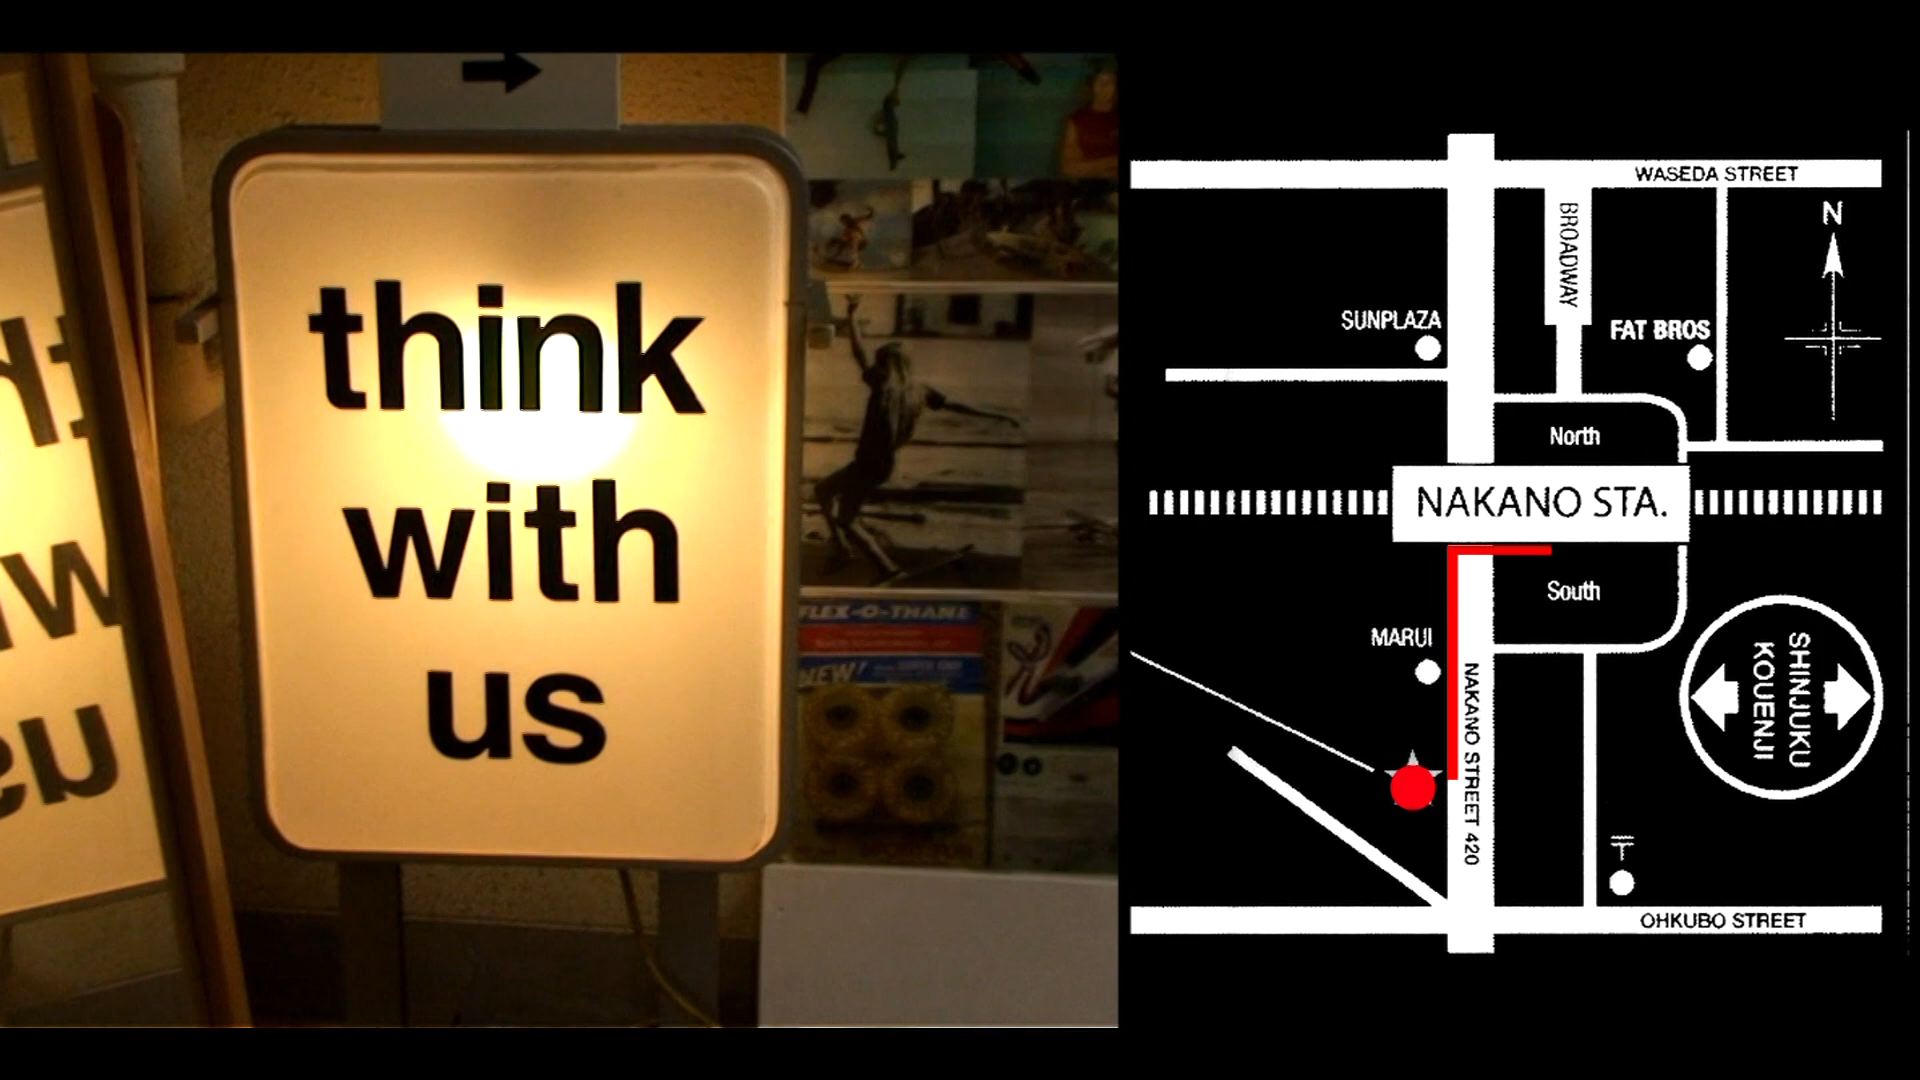 think
with
us
FLEX-O-THANE
NEW!
WASEDA STREET
BROADWAY
N
SUNPLAZA
FAT BROS
North
NAKANO STA.
South
MARUI
NAKANO STREET 420
SHINJUKU
KOUENJI
〒
OHKUBO STREET